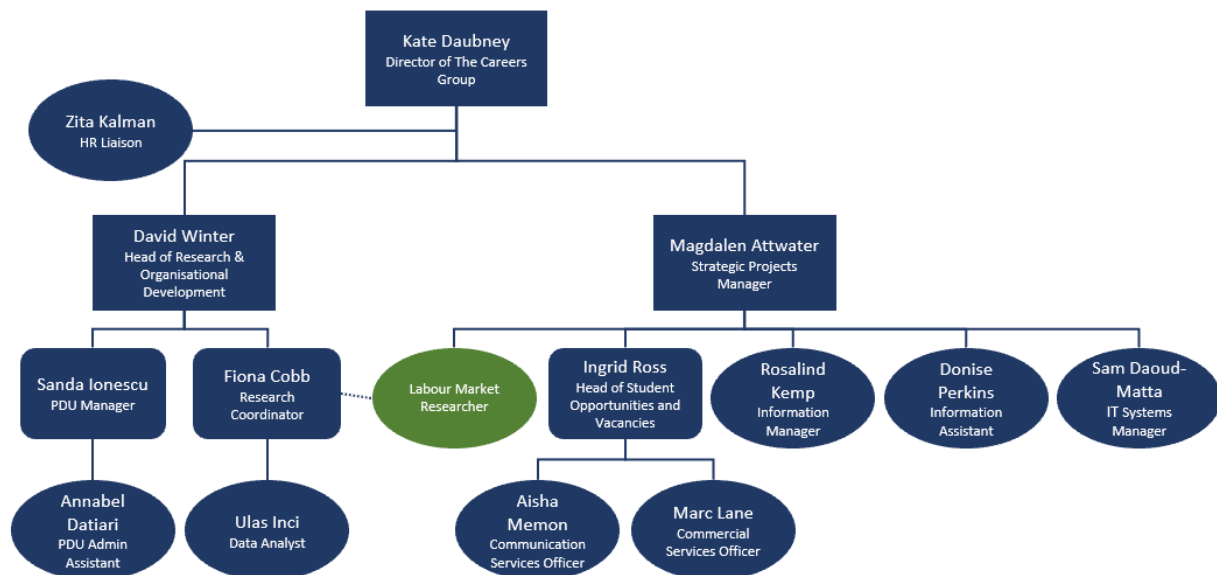 Kate Daubney
Director of The Careers
Group
Zita Kalman
HR Liaison
David Winter
Head of Research &
Organisational
Development
Magdalen Attwater
Strategic Projects
Manager
Sanda Ionescu
PDU Manager
Fiona Cobb
Research
Coordinator
Labour Market
Researcher
Ingrid Ross
Head of Student
Opportunities and
Vacancies
Rosalind
Kemp
Information
Manager
Donise
Perkins
Information
Assistant
Sam Daoud-
Matta
IT Systems
Manager
Annabel
Datiari
PDU Admin
Assistant
Ulas Inci
Data Analyst
Aisha
Memon
Communication
Services Officer
Marc Lane
Commercial
Services Officer